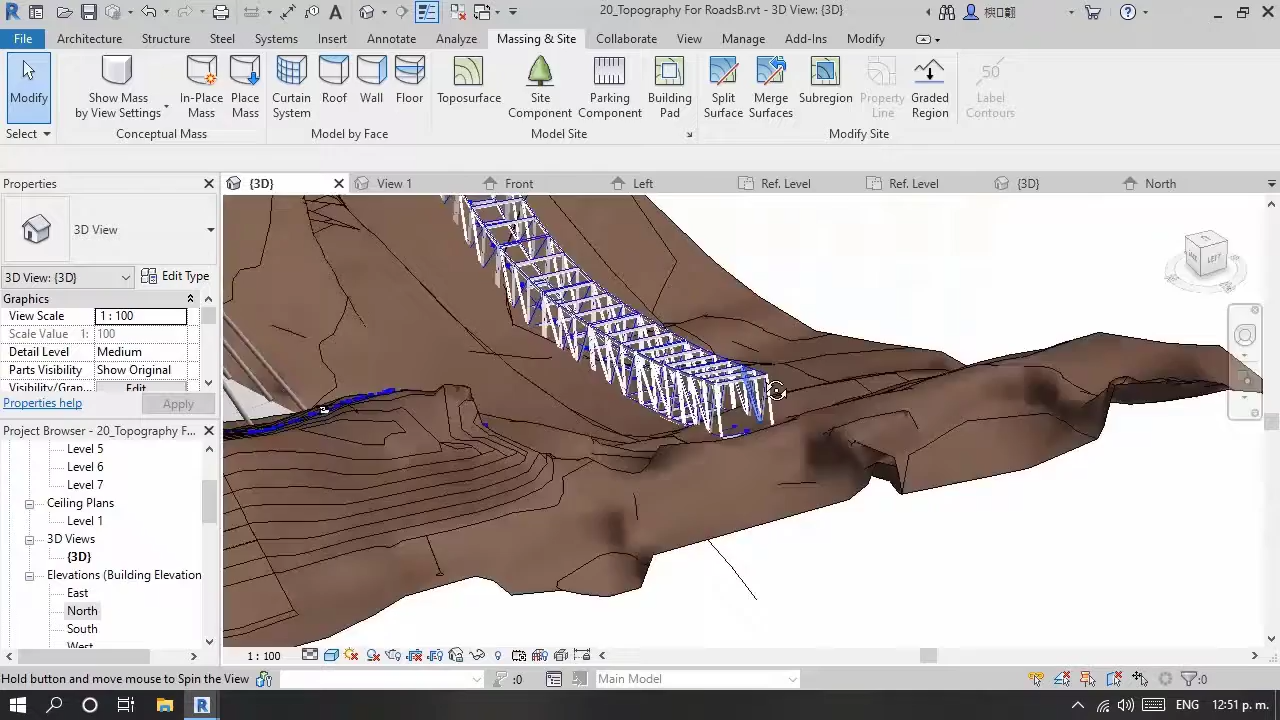 20_Topography For RoadsB.rvt - 3D View: {3D}
File Architecture Structure Steel Systems Insert Annotate Analyze Massing & Site Collaborate View Manage Add-Ins Modify
Modify
Select
Show Mass
by View Settings
In-Place
Mass
Place
Mass
Conceptual Mass
Curtain
System
Roof
Wall
Floor
Model by Face
Toposurface
Site
Component
Parking
Component
Building
Pad
Model Site
Split
Surface
Merge
Surfaces
Subregion
Property
Line
Graded
Region
Modify Site
50
Label
Contours
Properties
{3D} View 1 Front Left Ref. Level Ref. Level {3D} North
3D View
3D View: {3D} Edit Type
Graphics
View Scale 1 : 100
Scale Value 1: 100
Detail Level Medium
Parts Visibility Show Original
Visibility/Grap... Edit...
Properties help Apply
Project Browser - 20_Topography F...
Level 5
Level 6
Level 7
Ceiling Plans
Level 1
3D Views
{3D}
Elevations (Building Elevation
East
North
South
West
LEFT
1 : 100
Hold button and move mouse to Spin the View
:0
Main Model
:0
ENG 12:51 p. m.